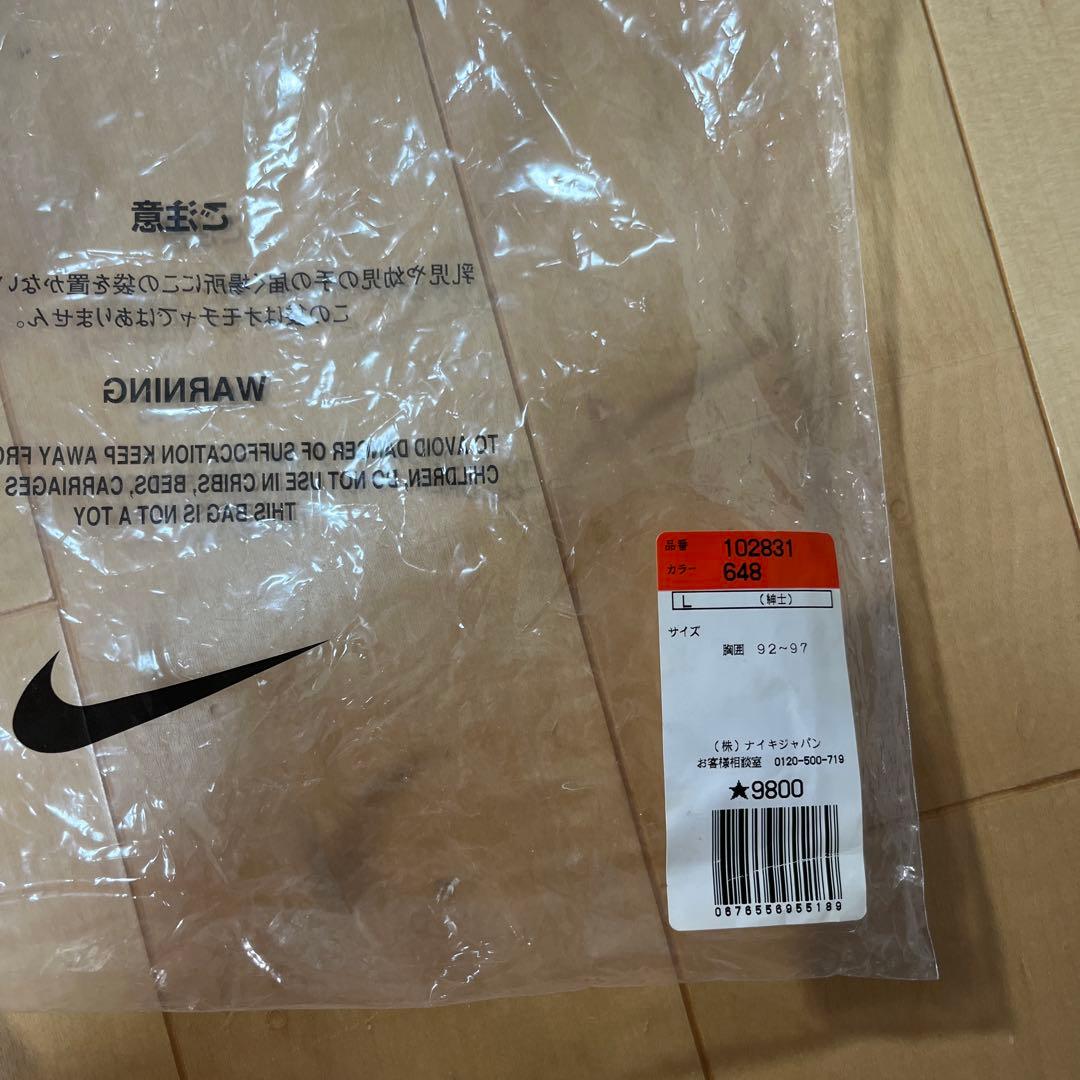 ご注意
乳児や幼児の手の届く場所にこの袋を置かない
この袋はオモチャではありません。
WARNING
TO AVOID DANGER OF SUFFOCATION KEEP AWAY FRO
CHILDREN, DO NOT USE IN CRIBS, BEDS, CARRIAGES
THIS BAG IS NOT A TOY
品番 102831
カラー 648
L (紳士)
サイズ
胸囲 92～97
(株)ナイキジャパン
お客様相談室 0120-500-719
★9800
0676556955189